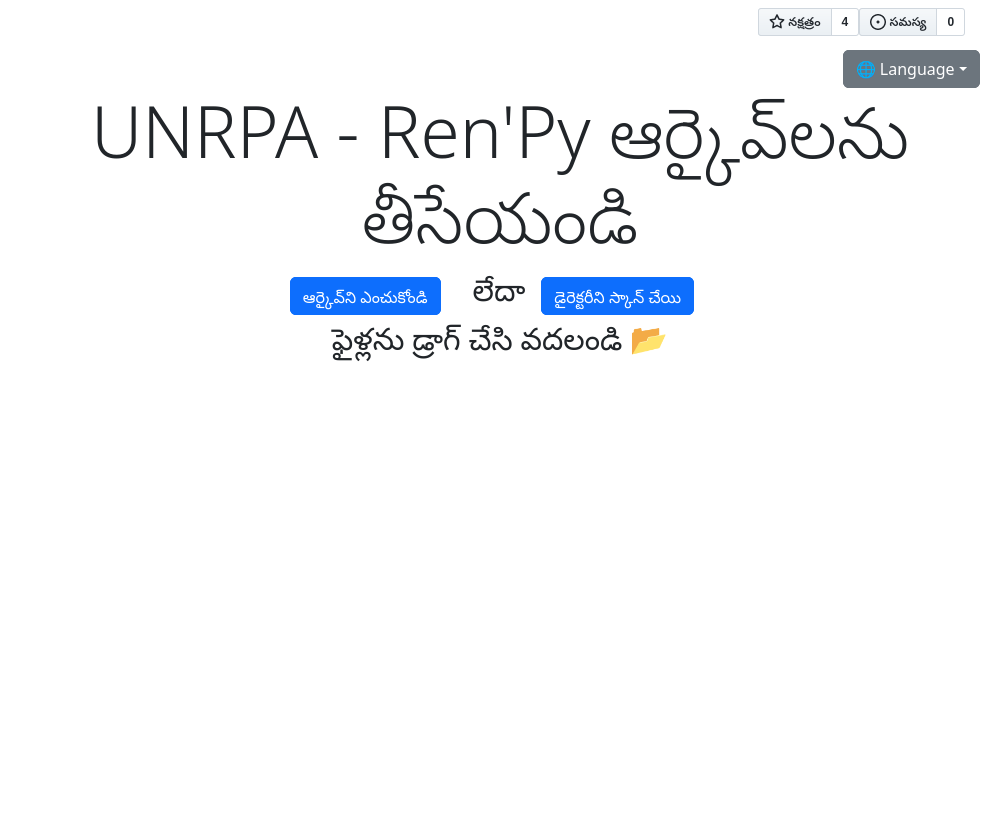 నక్షత్రం 4 సమస్య 0
🌐 Language
UNRPA - Ren'Py ఆర్కైవ్‌లను
తీసేయండి
ఆర్కైవ్‌ని ఎంచుకోండి లేదా డైరెక్టరీని స్కాన్ చేయి
ఫైళ్లను డ్రాగ్ చేసి వదలండి 📂